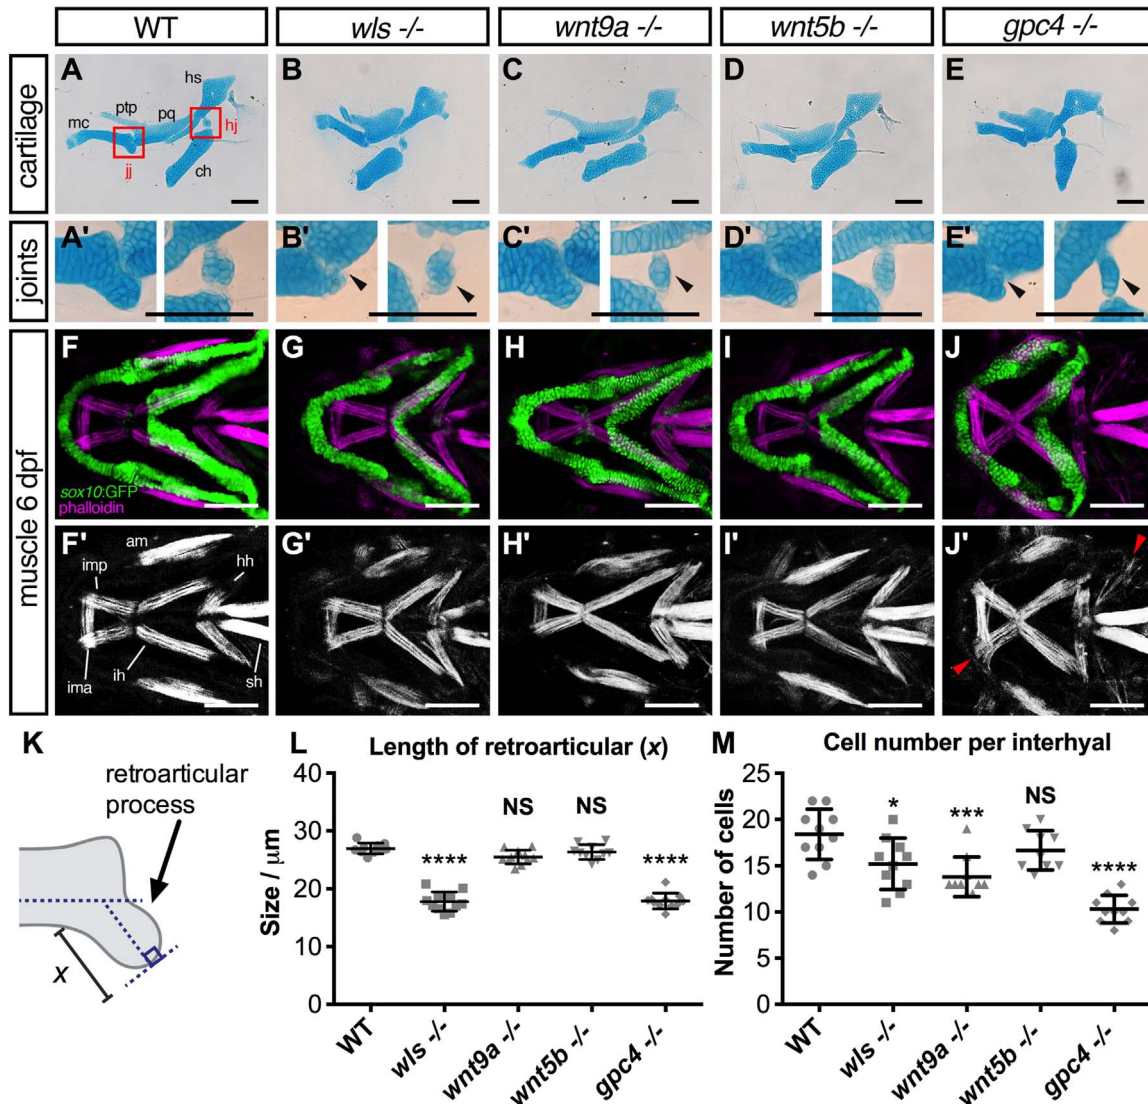 WT wls -/- wnt9a -/- wnt5b -/- gpc4 -/-
cartilage
A B C D E
hs
ptp pq
mc hj
jj ch
joints
A' B' C' D' E'
muscle 6 dpf
F G H I J
sox10:GFP
phalloidin
F' G' H' I' J'
am
imp hh
ima ih sh
K
retroarticular
process
x
L Length of retroarticular (x)
Size / μm
40
30
20
10
0
**** NS NS ****
WT wls -/- wnt9a -/- wnt5b -/- gpc4 -/-
M Cell number per interhyal
Number of cells
25
20
15
10
5
0
* *** NS ****
WT wls -/- wnt9a -/- wnt5b -/- gpc4 -/-